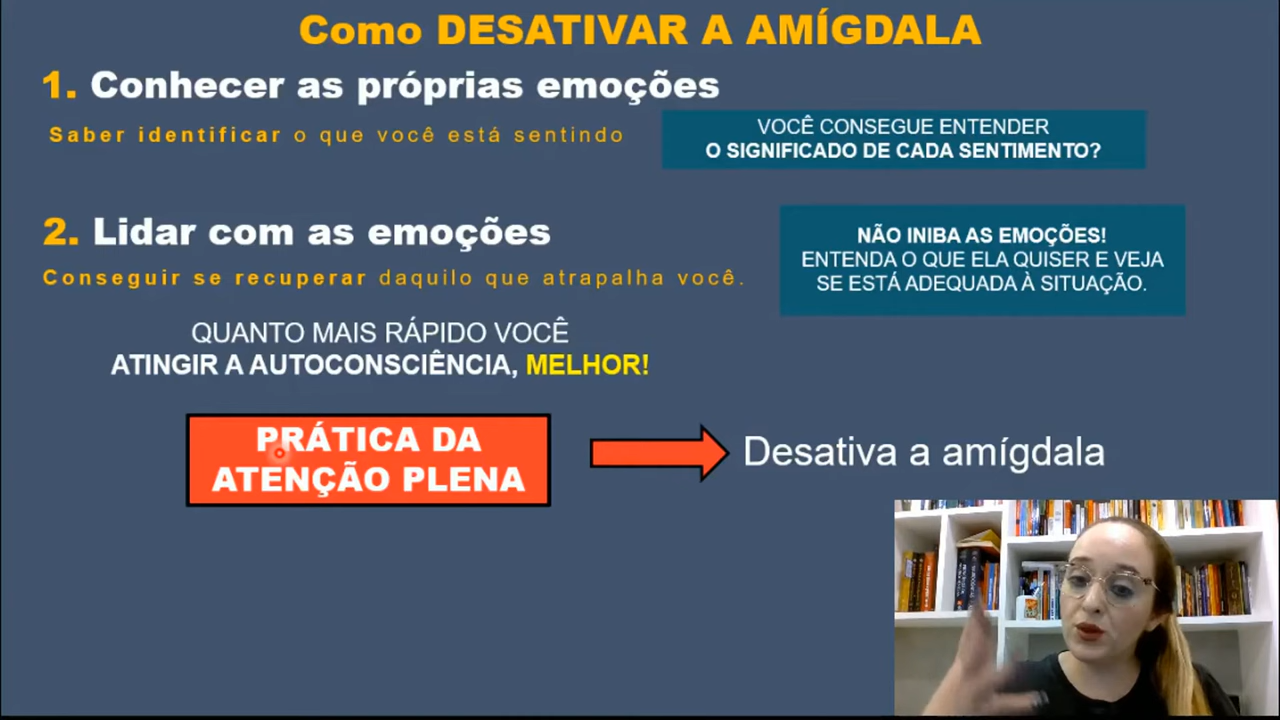 Como DESATIVAR A AMÍGDALA
1. Conhecer as próprias emoções
Saber identificar o que você está sentindo
VOCÊ CONSEGUE ENTENDER
O SIGNIFICADO DE CADA SENTIMENTO?
2. Lidar com as emoções
Conseguir se recuperar daquilo que atrapalha você.
NÃO INIBA AS EMOÇÕES!
ENTENDA O QUE ELA QUISER E VEJA
SE ESTÁ ADEQUADA À SITUAÇÃO.
QUANTO MAIS RÁPIDO VOCÊ
ATINGIR A AUTOCONSCIÊNCIA, MELHOR!
PRÁTICA DA
ATENÇÃO PLENA
Desativa a amígdala